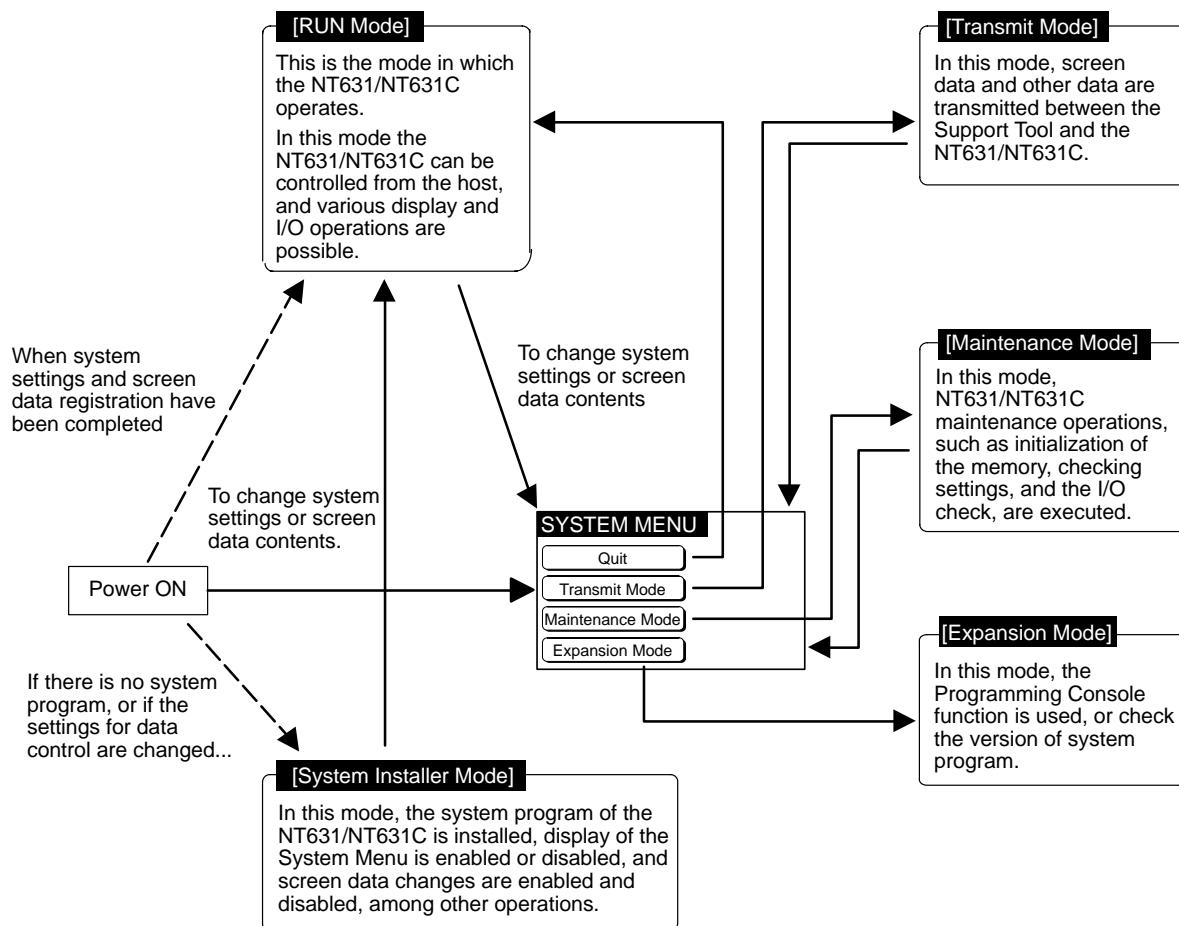 [RUN Mode]
This is the mode in which
the NT631/NT631C
operates.
In this mode the
NT631/NT631C can be
controlled from the host,
and various display and
I/O operations are
possible.
[Transmit Mode]
In this mode, screen
data and other data are
transmitted between the
Support Tool and the
NT631/NT631C.
When system
settings and screen
data registration have
been completed
To change system
settings or screen
data contents
[Maintenance Mode]
In this mode,
NT631/NT631C
maintenance operations,
such as initialization of
the memory, checking
settings, and the I/O
check, are executed.
To change system
settings or screen
data contents.
SYSTEM MENU
Quit
Transmit Mode
Maintenance Mode
Expansion Mode
Power ON
[Expansion Mode]
In this mode, the
Programming Console
function is used, or check
the version of system
program.
If there is no system
program, or if the
settings for data
control are changed...
[System Installer Mode]
In this mode, the system program of the
NT631/NT631C is installed, display of the
System Menu is enabled or disabled, and
screen data changes are enabled and
disabled, among other operations.